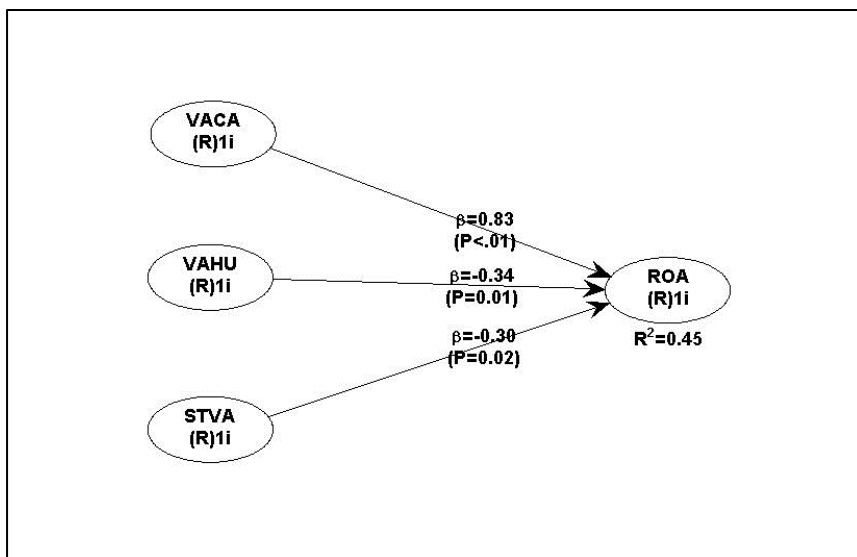 VACA
(R)1i
β=0.83
(P<.01)
VAHU
(R)1i
β=-0.34
(P=0.01)
ROA
(R)1i
R²=0.45
β=-0.30
(P=0.02)
STVA
(R)1i